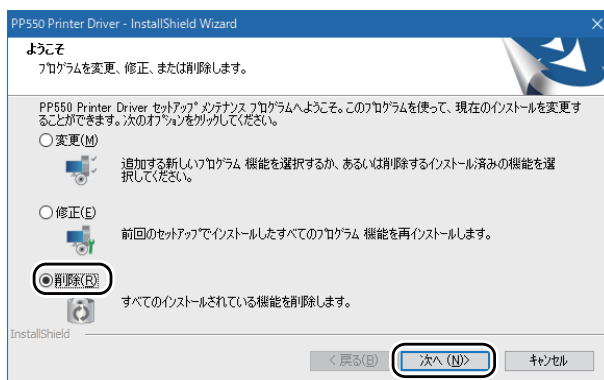 PP550 Printer Driver - InstallShield Wizard
ようこそ
プログラムを変更、修正、または削除します。
PP550 Printer Driver セットアップ メンテナンス プログラムへようこそ。このプログラムを使って、現在のインストールを変更す
ることができます。次のオプションをクリックしてください。
変更(M)
追加する新しいプログラム 機能を選択するか、あるいは削除するインストール済みの機能を選
択してください。
修正(E)
前回のセットアップでインストールしたすべてのプログラム 機能を再インストールします。
削除(R)
すべてのインストールされている機能を削除します。
InstallShield
< 戻る(B)
次へ (N)>
キャンセル